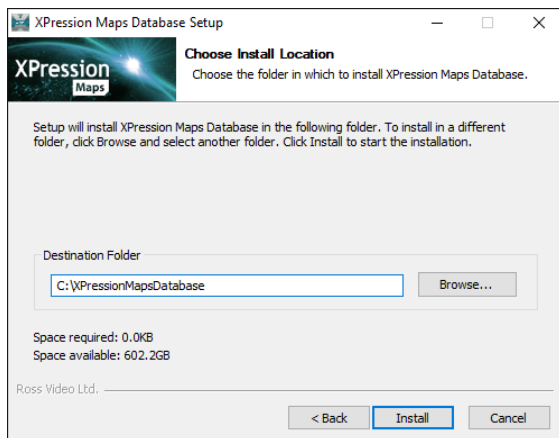 XPression Maps Database Setup
XPression
Maps
Choose Install Location
Choose the folder in which to install XPression Maps Database.
Setup will install XPression Maps Database in the following folder. To install in a different
folder, click Browse and select another folder. Click Install to start the installation.
Destination Folder
C:\XPressionMapsDatabase
Browse...
Space required: 0.0KB
Space available: 602.2GB
Ross Video Ltd.
< Back
Install
Cancel